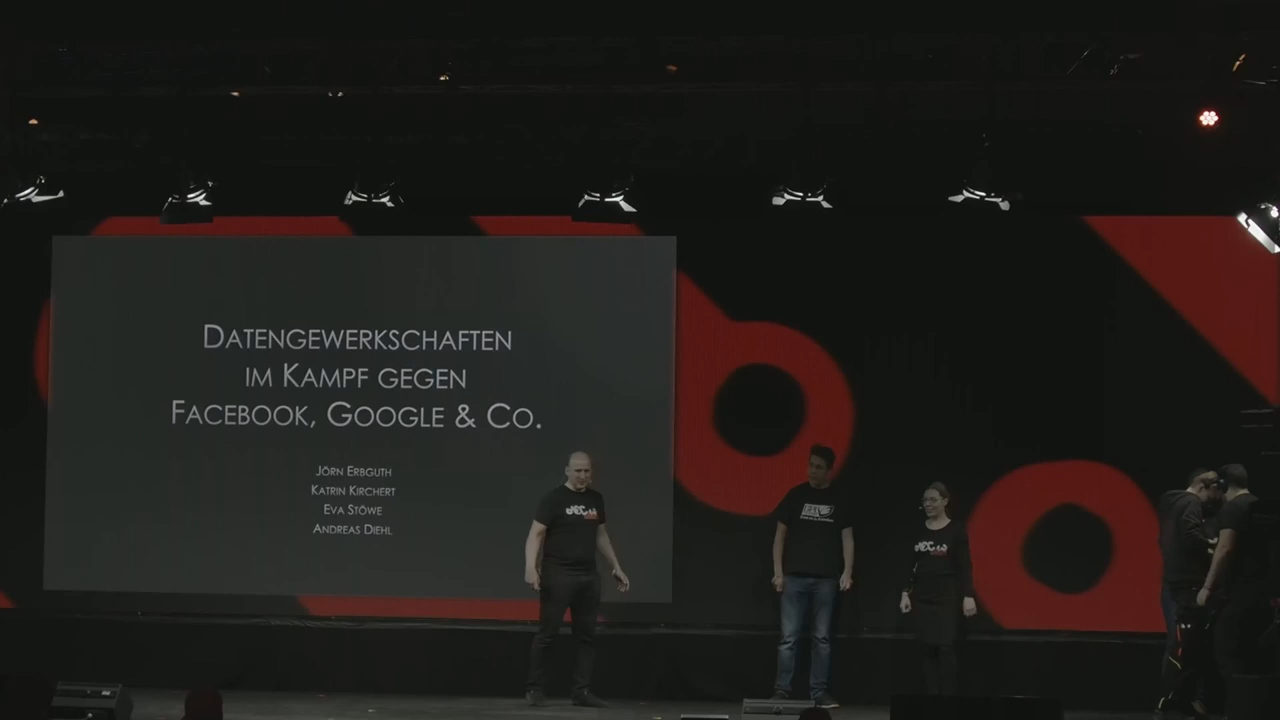 DATENGEWERKSCHAFTEN
IM KAMPF GEGEN
FACEBOOK, GOOGLE & CO.
JÖRN ERBGUTH
KATRIN KIRCHERT
EVA STÖWE
ANDREAS DIEHL